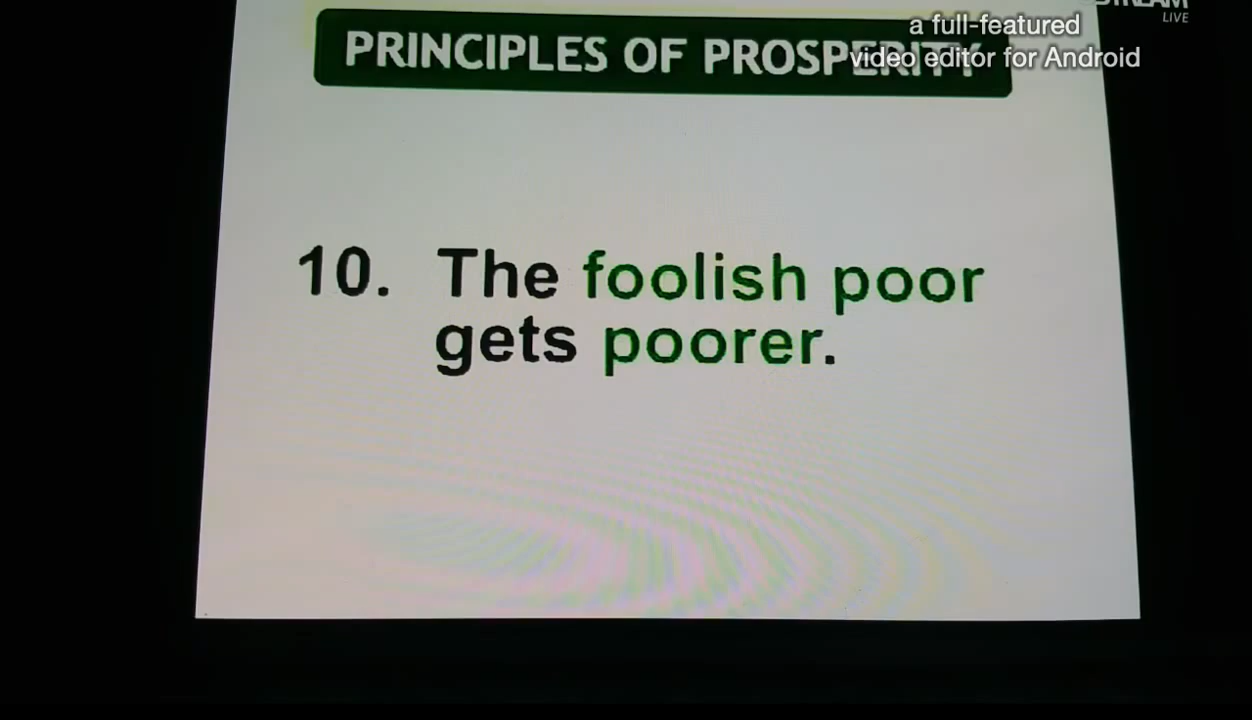 LIVE
a full-featured
video editor for Android
PRINCIPLES OF PROSPERITY
10. The foolish poor
gets poorer.